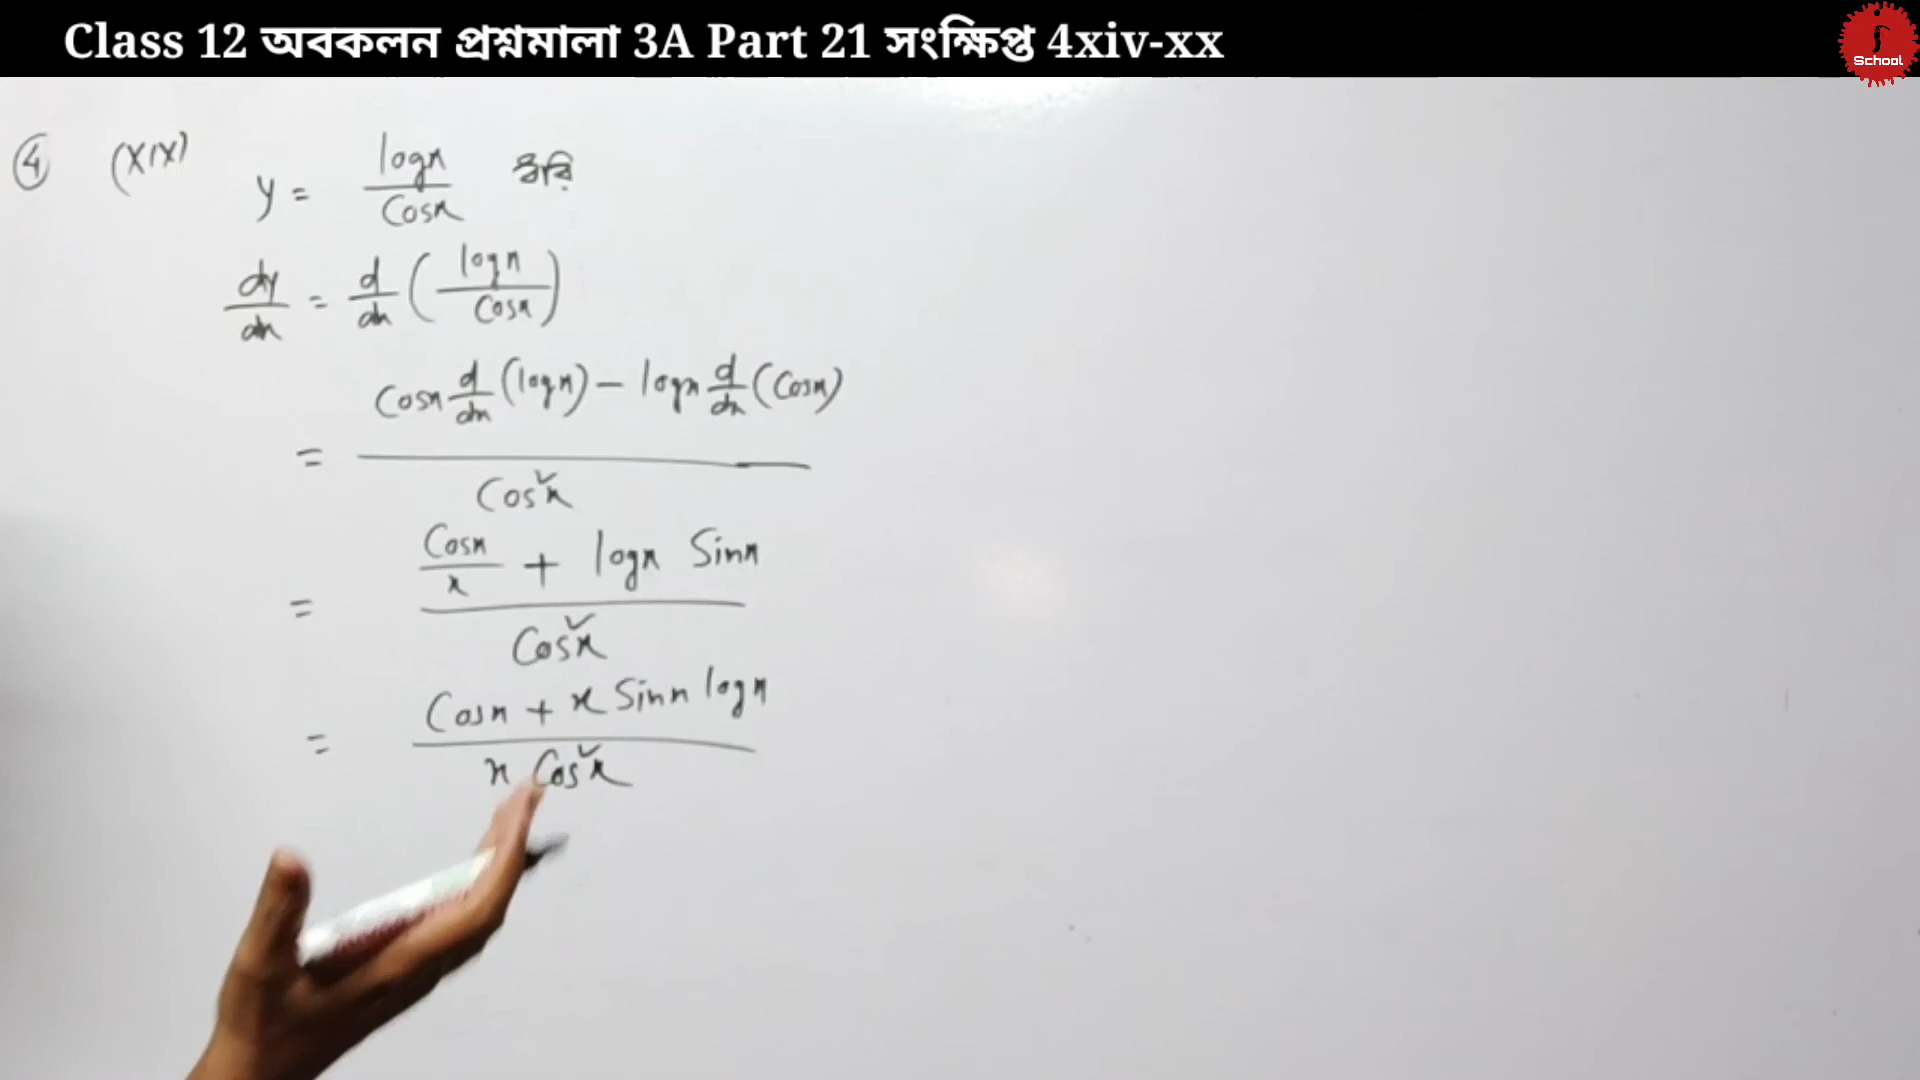 Class 12 অবকলন প্রশ্নমালা 3A Part 21 সংক্ষিপ্ত 4xiv-xx
School
④ (XIX) y = logx / Cosx ধরি
dy/dx = d/dx (logx / Cosx)
= Cosx d/dx (logx) − logx d/dx (Cosx) / Cos²x
= Cosx/x + logx Sinx / Cos²x
= Cosx + x Sinx logx / x Cos²x